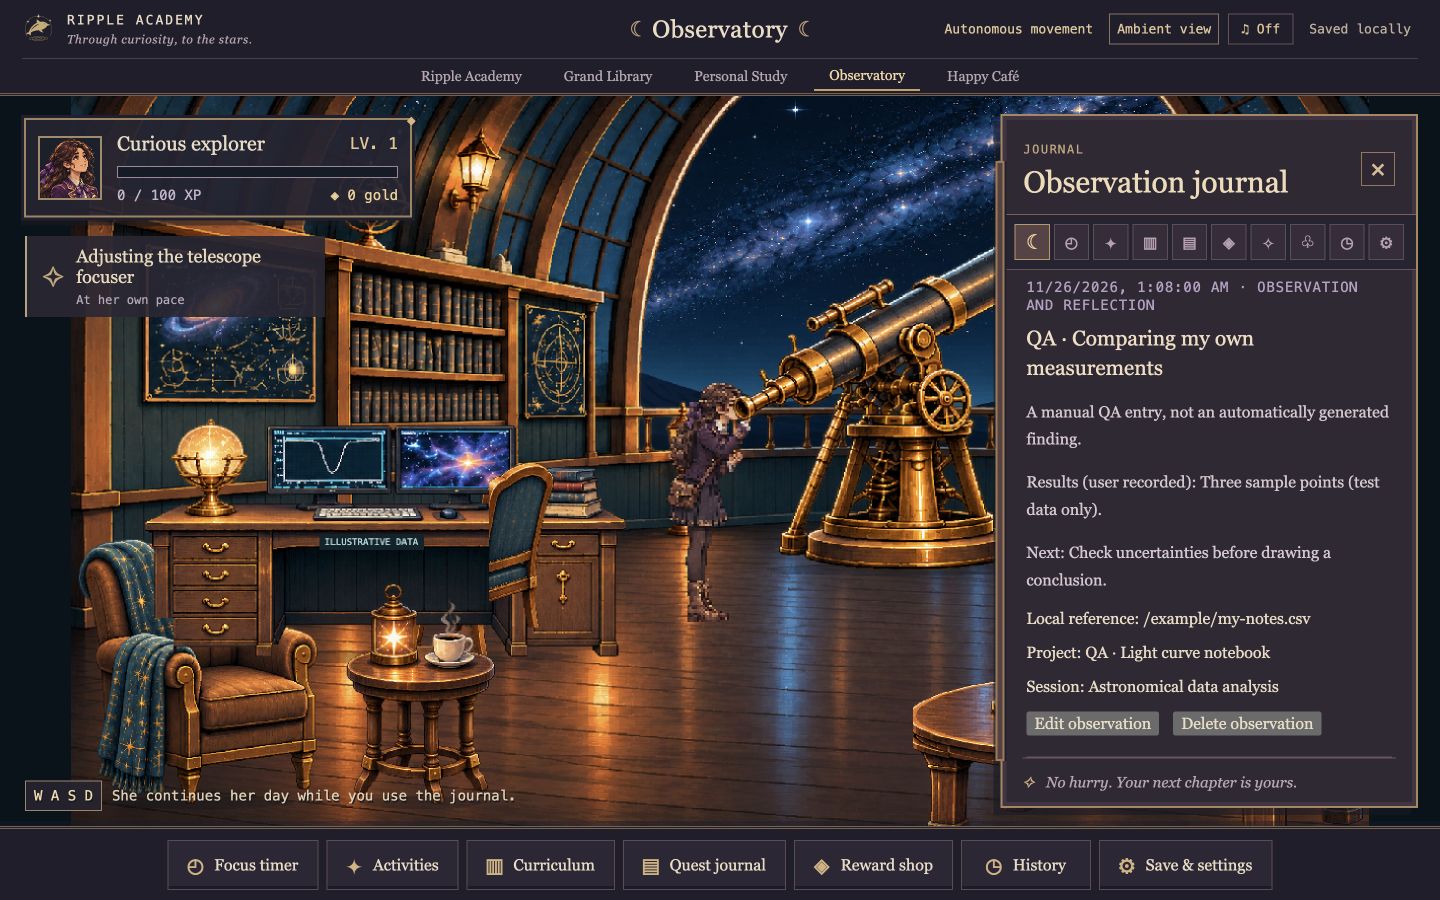 RIPPLE ACADEMY
Through curiosity, to the stars.
☾ Observatory ☾
Autonomous movement
Ambient view
♫ Off
Saved locally
Ripple Academy
Grand Library
Personal Study
Observatory
Happy Café
Curious explorer
LV. 1
0 / 100 XP
◆ 0 gold
Adjusting the telescope
focuser
At her own pace
ILLUSTRATIVE DATA
W A S D
She continues her day while you use the journal.
JOURNAL
Observation journal
11/26/2026, 1:08:00 AM · OBSERVATION
AND REFLECTION
QA · Comparing my own
measurements
A manual QA entry, not an automatically generated
finding.
Results (user recorded): Three sample points (test
data only).
Next: Check uncertainties before drawing a
conclusion.
Local reference: /example/my-notes.csv
Project: QA · Light curve notebook
Session: Astronomical data analysis
Edit observation
Delete observation
No hurry. Your next chapter is yours.
Focus timer
Activities
Curriculum
Quest journal
Reward shop
History
Save & settings